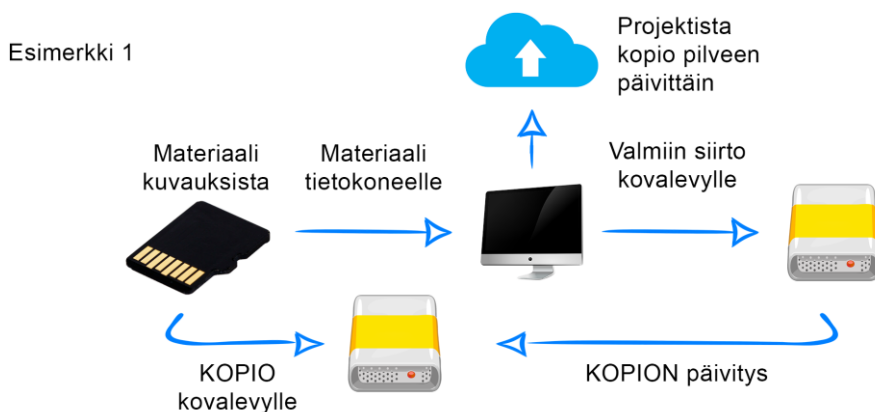 Esimerkki 1
Projektista
kopio pilveen
päivittäin
Materiaali
kuvauksista
Materiaali
tietokoneelle
Valmiin siirto
kovalevylle
KOPIO
kovalevylle
KOPION päivitys